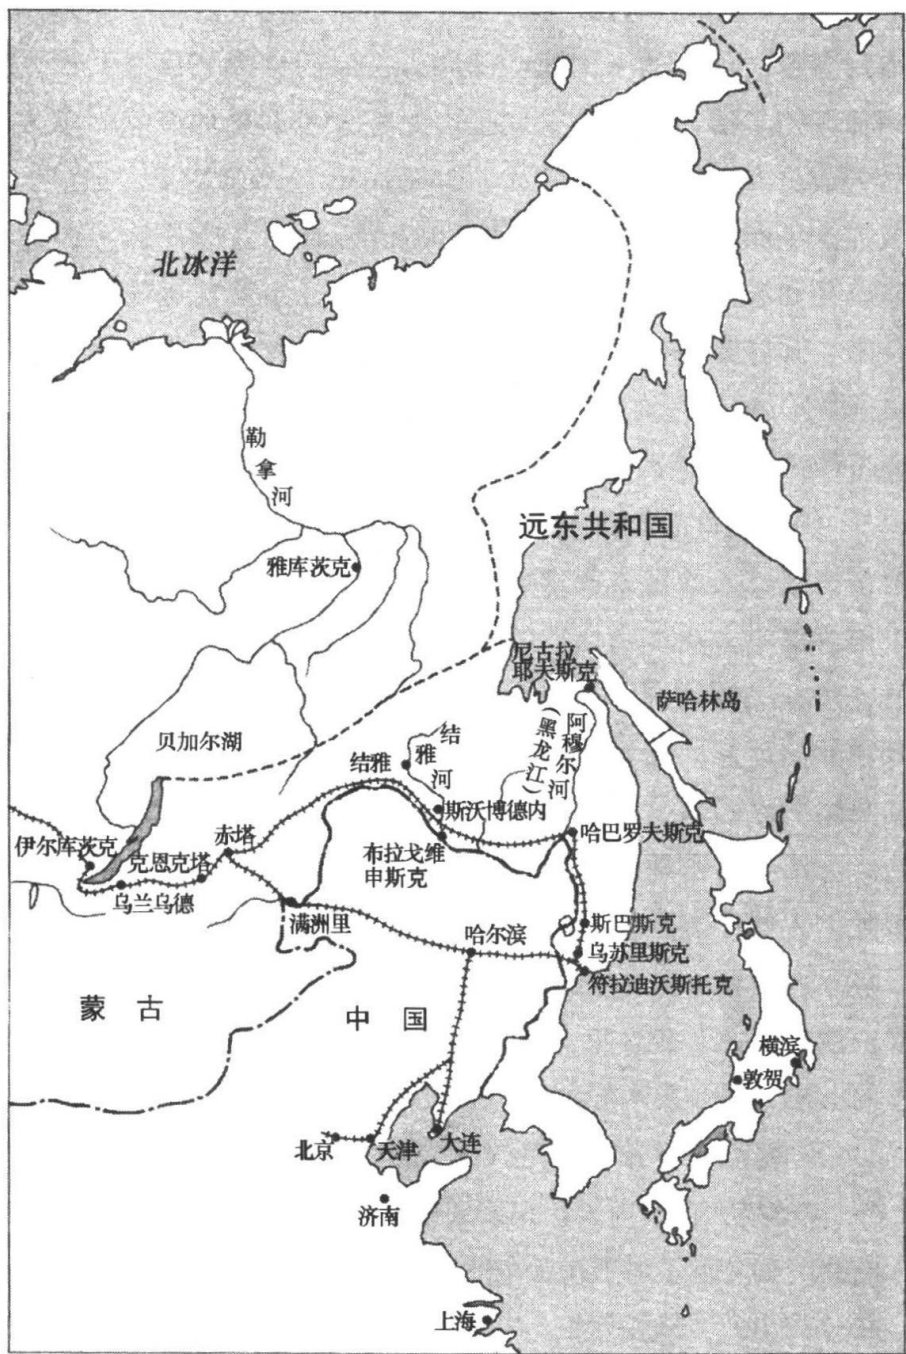 北冰洋
勒
拿
河
远东共和国
雅库茨克
尼古拉
耶夫斯克
萨哈林岛
阿穆尔河
(黑龙江)
贝加尔湖
结雅
结
雅
河
斯沃博德内
伊尔库茨克
克恩克塔
赤塔
布拉戈维
申斯克
哈巴罗夫斯克
乌兰乌德
满洲里
哈尔滨
斯巴斯克
乌苏里斯克
符拉迪沃斯托克
蒙古
中国
横滨
敦贺
北京
天津
大连
济南
上海